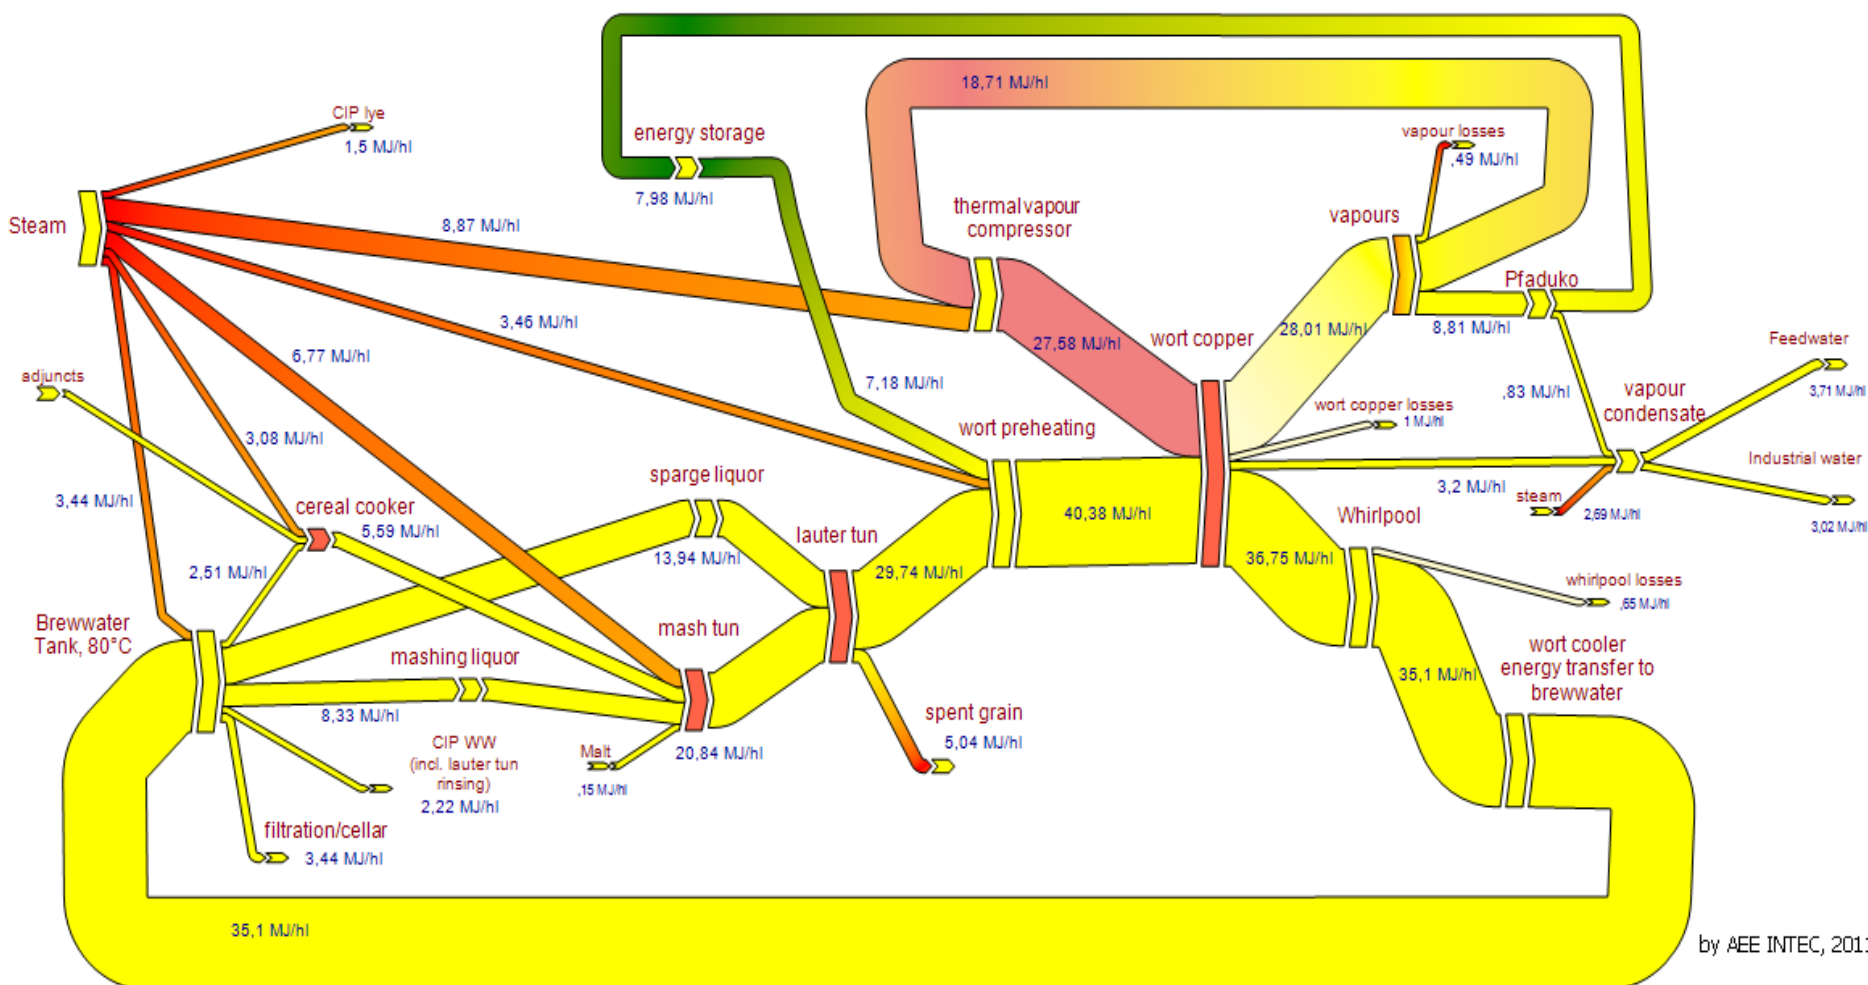 18,71 MJ/hl
CIP lye
1,5 MJ/hl
energy storage
7,98 MJ/hl
vapour losses
,49 MJ/hl
Steam
8,87 MJ/hl
thermal vapour
compressor
vapours
Pfaduko
8,81 MJ/hl
3,46 MJ/hl
6,77 MJ/hl
27,58 MJ/hl
wort copper
28,01 MJ/hl
Feedwater
3,71 MJ/hl
adjuncts
7,18 MJ/hl
,83 MJ/hl
vapour
condensate
wort copper losses
1 MJ/hl
3,08 MJ/hl
wort preheating
Industrial water
3,02 MJ/hl
3,44 MJ/hl
cereal cooker
5,59 MJ/hl
sparge liquor
13,94 MJ/hl
40,38 MJ/hl
3,2 MJ/hl
steam
2,69 MJ/hl
Whirlpool
lauter tun
29,74 MJ/hl
36,75 MJ/hl
2,51 MJ/hl
whirlpool losses
,65 MJ/hl
Brewwater
Tank, 80°C
mash tun
mashing liquor
8,33 MJ/hl
wort cooler
energy transfer to
brewwater
35,1 MJ/hl
CIP WW
(incl. lauter tun
rinsing)
2,22 MJ/hl
Malt
,15 MJ/hl
20,84 MJ/hl
spent grain
5,04 MJ/hl
filtration/cellar
3,44 MJ/hl
35,1 MJ/hl
by AEE INTEC,